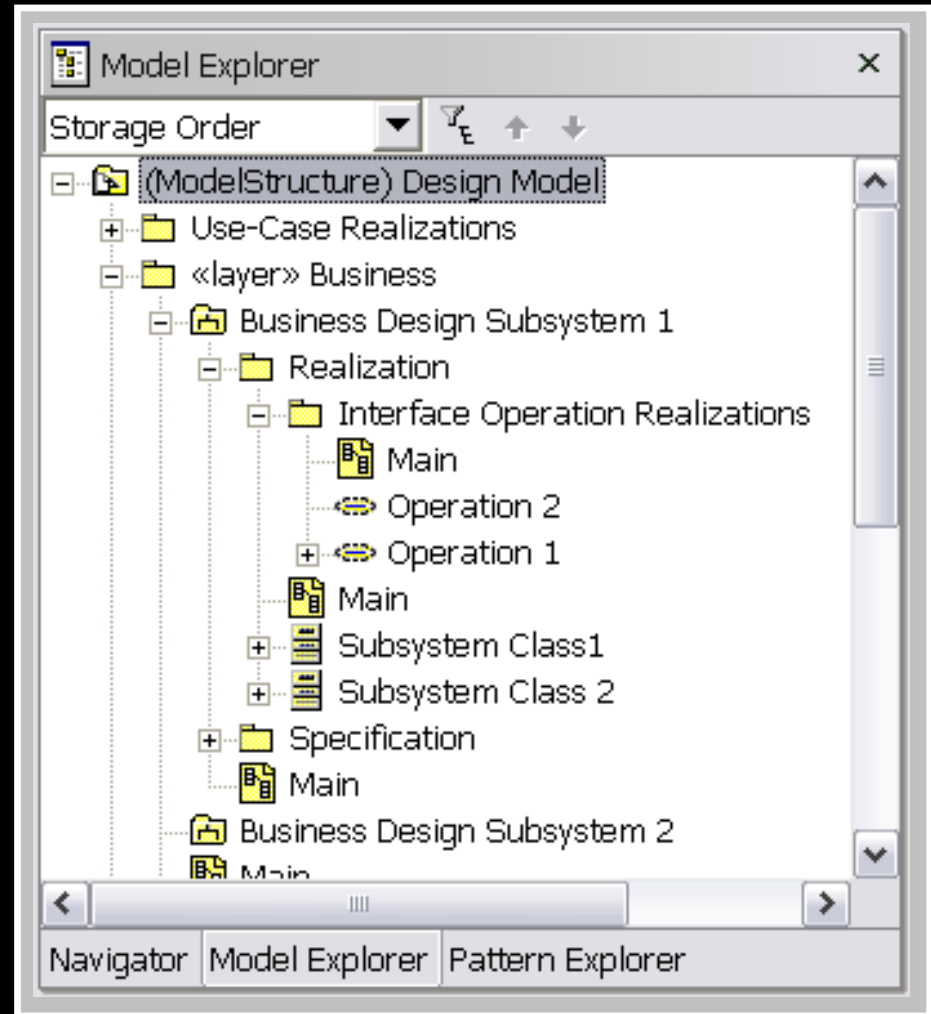 Model Explorer
Storage Order
(ModelStructure) Design Model
Use-Case Realizations
«layer» Business
Business Design Subsystem 1
Realization
Interface Operation Realizations
Main
Operation 2
Operation 1
Main
Subsystem Class1
Subsystem Class 2
Specification
Main
Business Design Subsystem 2
Main
Navigator Model Explorer Pattern Explorer